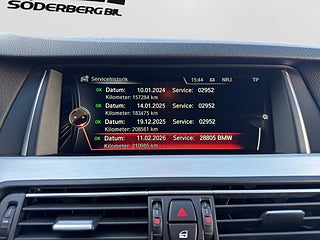 SÖDERBERG BIL
Servicehistorik 15:44 NRJ TP
OK Datum: 10.01.2024 Service: 02952
Kilometer: 157284 km
OK Datum: 14.01.2025 Service: 02952
Kilometer: 183475 km
OK Datum: 19.12.2025 Service: 02952
Kilometer: 208561 km
OK Datum: 11.02.2026 Service: 28805 BMW
Kilometer: 210985 km